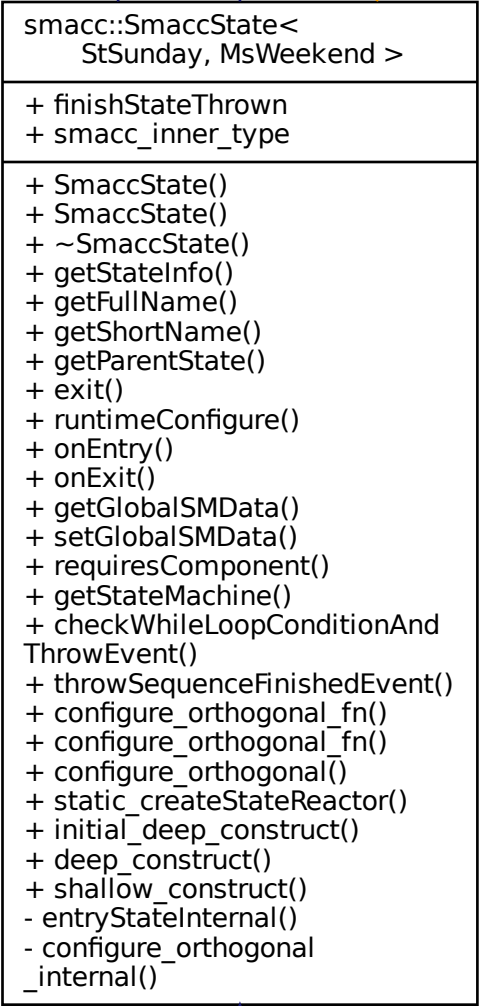 smacc::SmaccState<
StSunday, MsWeekend >
+ finishStateThrown
+ smacc_inner_type
+ SmaccState()
+ SmaccState()
+ ~SmaccState()
+ getStateInfo()
+ getFullName()
+ getShortName()
+ getParentState()
+ exit()
+ runtimeConfigure()
+ onEntry()
+ onExit()
+ getGlobalSMData()
+ setGlobalSMData()
+ requiresComponent()
+ getStateMachine()
+ checkWhileLoopConditionAnd
ThrowEvent()
+ throwSequenceFinishedEvent()
+ configure_orthogonal_fn()
+ configure_orthogonal_fn()
+ configure_orthogonal()
+ static_createStateReactor()
+ initial_deep_construct()
+ deep_construct()
+ shallow_construct()
- entryStateInternal()
- configure_orthogonal
_internal()